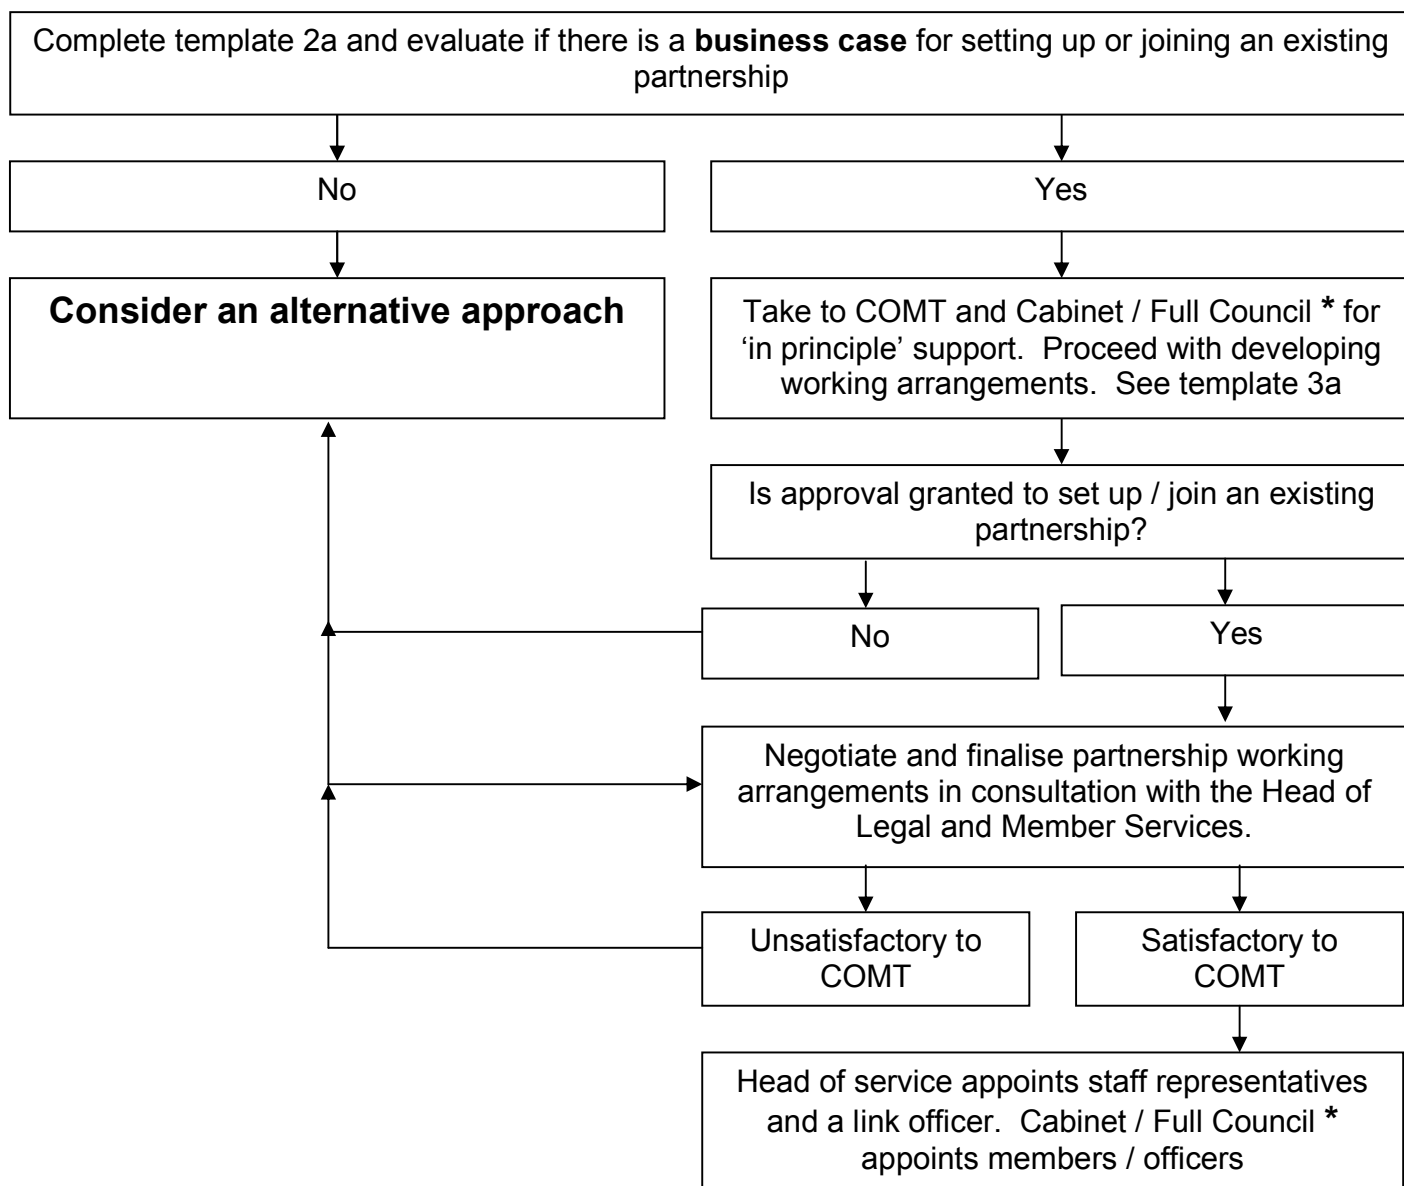 Complete template 2a and evaluate if there is a business case for setting up or joining an existing
partnership
No
Yes
Consider an alternative approach
Take to COMT and Cabinet / Full Council * for
‘in principle’ support.  Proceed with developing
working arrangements.  See template 3a
Is approval granted to set up / join an existing
partnership?
No
Yes
Negotiate and finalise partnership working
arrangements in consultation with the Head of
Legal and Member Services.
Unsatisfactory to
COMT
Satisfactory to
COMT
Head of service appoints staff representatives
and a link officer.  Cabinet / Full Council *
appoints members / officers